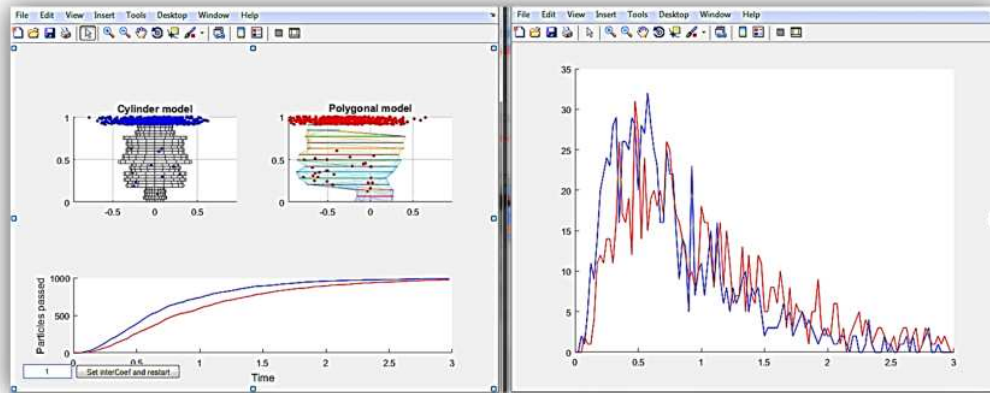 File Edit View Insert Tools Desktop Window Help
Cylinder model
1
0.5
0
-0.5 0 0.5
Polygonal model
1
0.5
0
-0.5 0 0.5
Particles passed
1000
500
0
0 0.5 1 1.5 2 2.5 3
Time
1 Set interCoef and restart
File Edit View Insert Tools Desktop Window Help
35
30
25
20
15
10
5
0
0 0.5 1 1.5 2 2.5 3